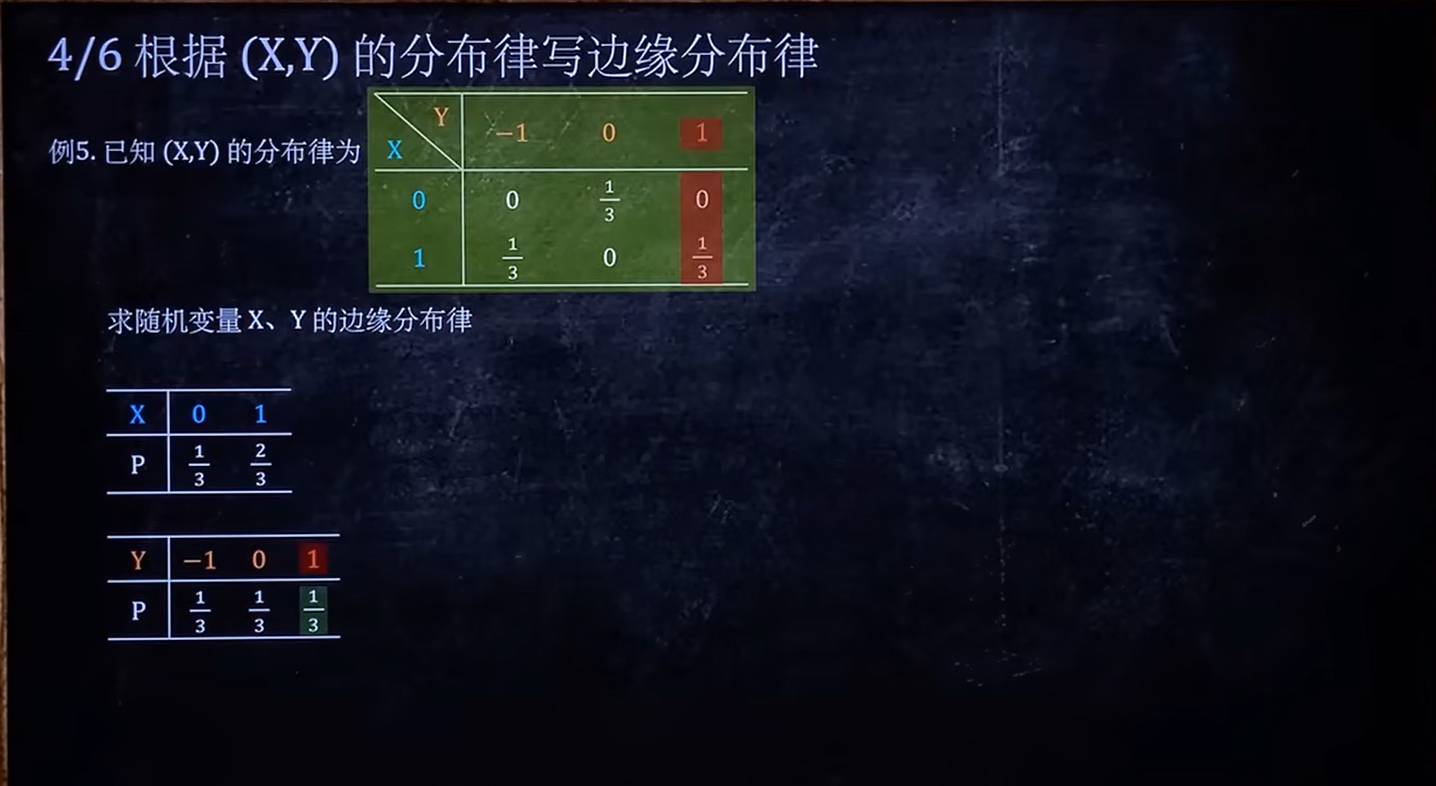 4/6 根据 (X,Y) 的分布律写边缘分布律
例5. 已知 (X,Y) 的分布律为
Y -1 0 1
X
0 0 1/3 0
1 1/3 0 1/3
求随机变量 X、Y 的边缘分布律
X 0 1
P 1/3 2/3
Y -1 0 1
P 1/3 1/3 1/3